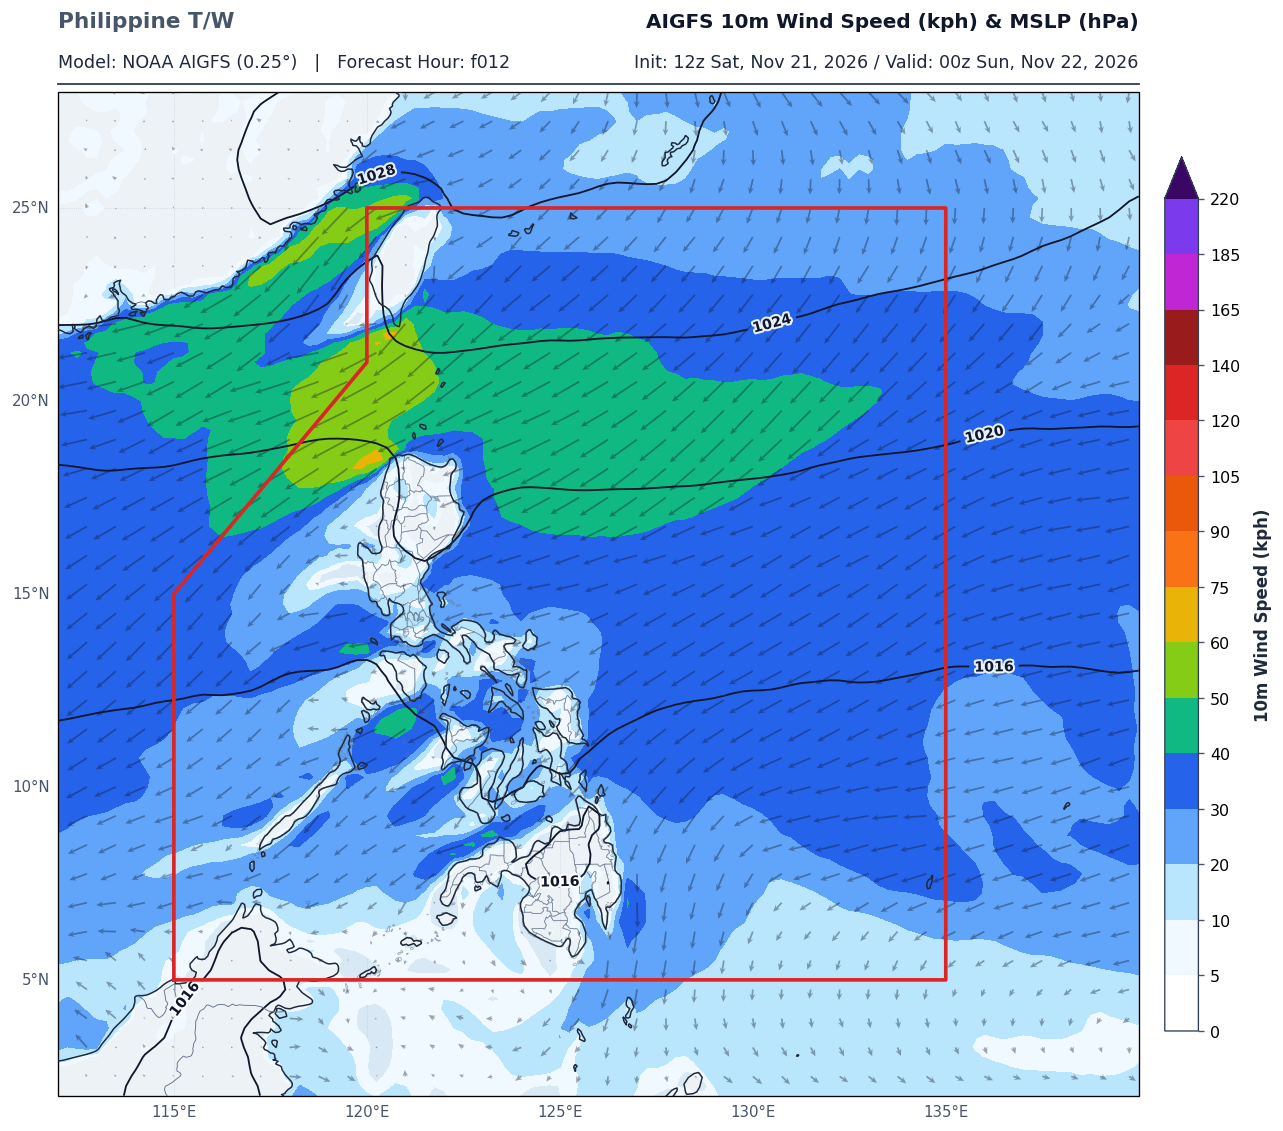 Philippine T/W
AIGFS 10m Wind Speed (kph) & MSLP (hPa)
Model: NOAA AIGFS (0.25°) | Forecast Hour: f012
Init: 12z Sat, Nov 21, 2026 / Valid: 00z Sun, Nov 22, 2026
1028
25°N
1024
20°N
1020
15°N
1016
10°N
1016
5°N
1016
115°E
120°E
125°E
130°E
135°E
220
185
165
140
120
105
90
75
60
50
40
30
20
10
5
0
10m Wind Speed (kph)